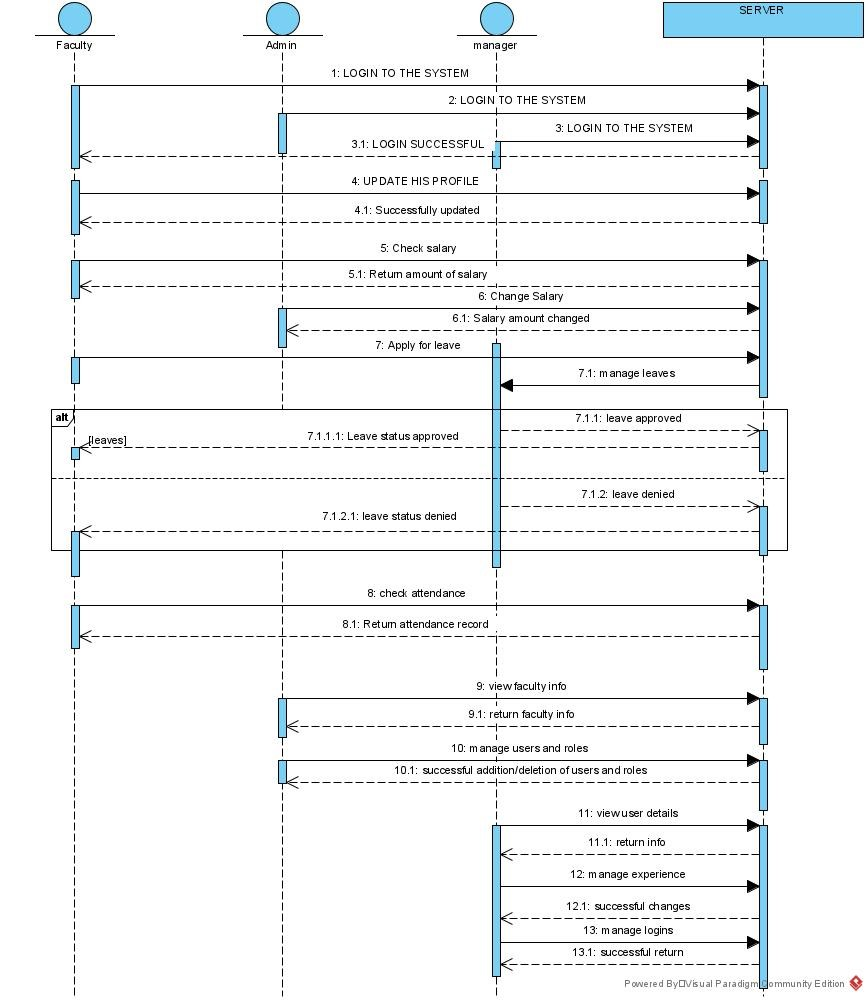 SERVER
Faculty
Admin
manager
1: LOGIN TO THE SYSTEM
2: LOGIN TO THE SYSTEM
3: LOGIN TO THE SYSTEM
3.1: LOGIN SUCCESSFUL
4: UPDATE HIS PROFILE
4.1: Successfully updated
5: Check salary
5.1: Return amount of salary
6: Change Salary
6.1: Salary amount changed
7: Apply for leave
7.1: manage leaves
alt
7.1.1: leave approved
[leaves]
7.1.1.1: Leave status approved
7.1.2: leave denied
7.1.2.1: leave status denied
8: check attendance
8.1: Return attendance record
9: view faculty info
9.1: return faculty info
10: manage users and roles
10.1: successful addition/deletion of users and roles
11: view user details
11.1: return info
12: manage experience
12.1: successful changes
13: manage logins
13.1: successful return
Powered By Visual Paradigm Community Edition